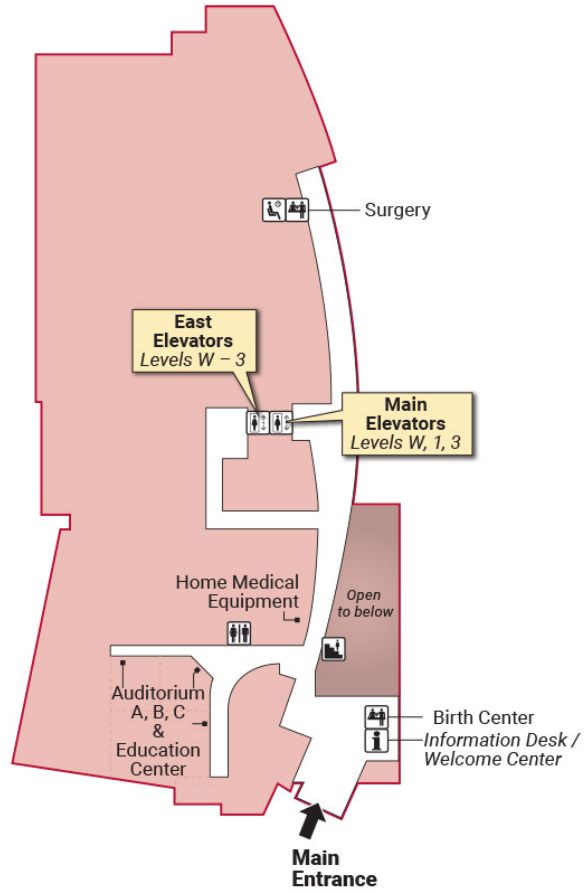 Surgery
East
Elevators
Levels W – 3
Main
Elevators
Levels W, 1, 3
Home Medical
Equipment
Open
to below
Auditorium
A, B, C
&
Education
Center
Birth Center
Information Desk /
Welcome Center
Main
Entrance